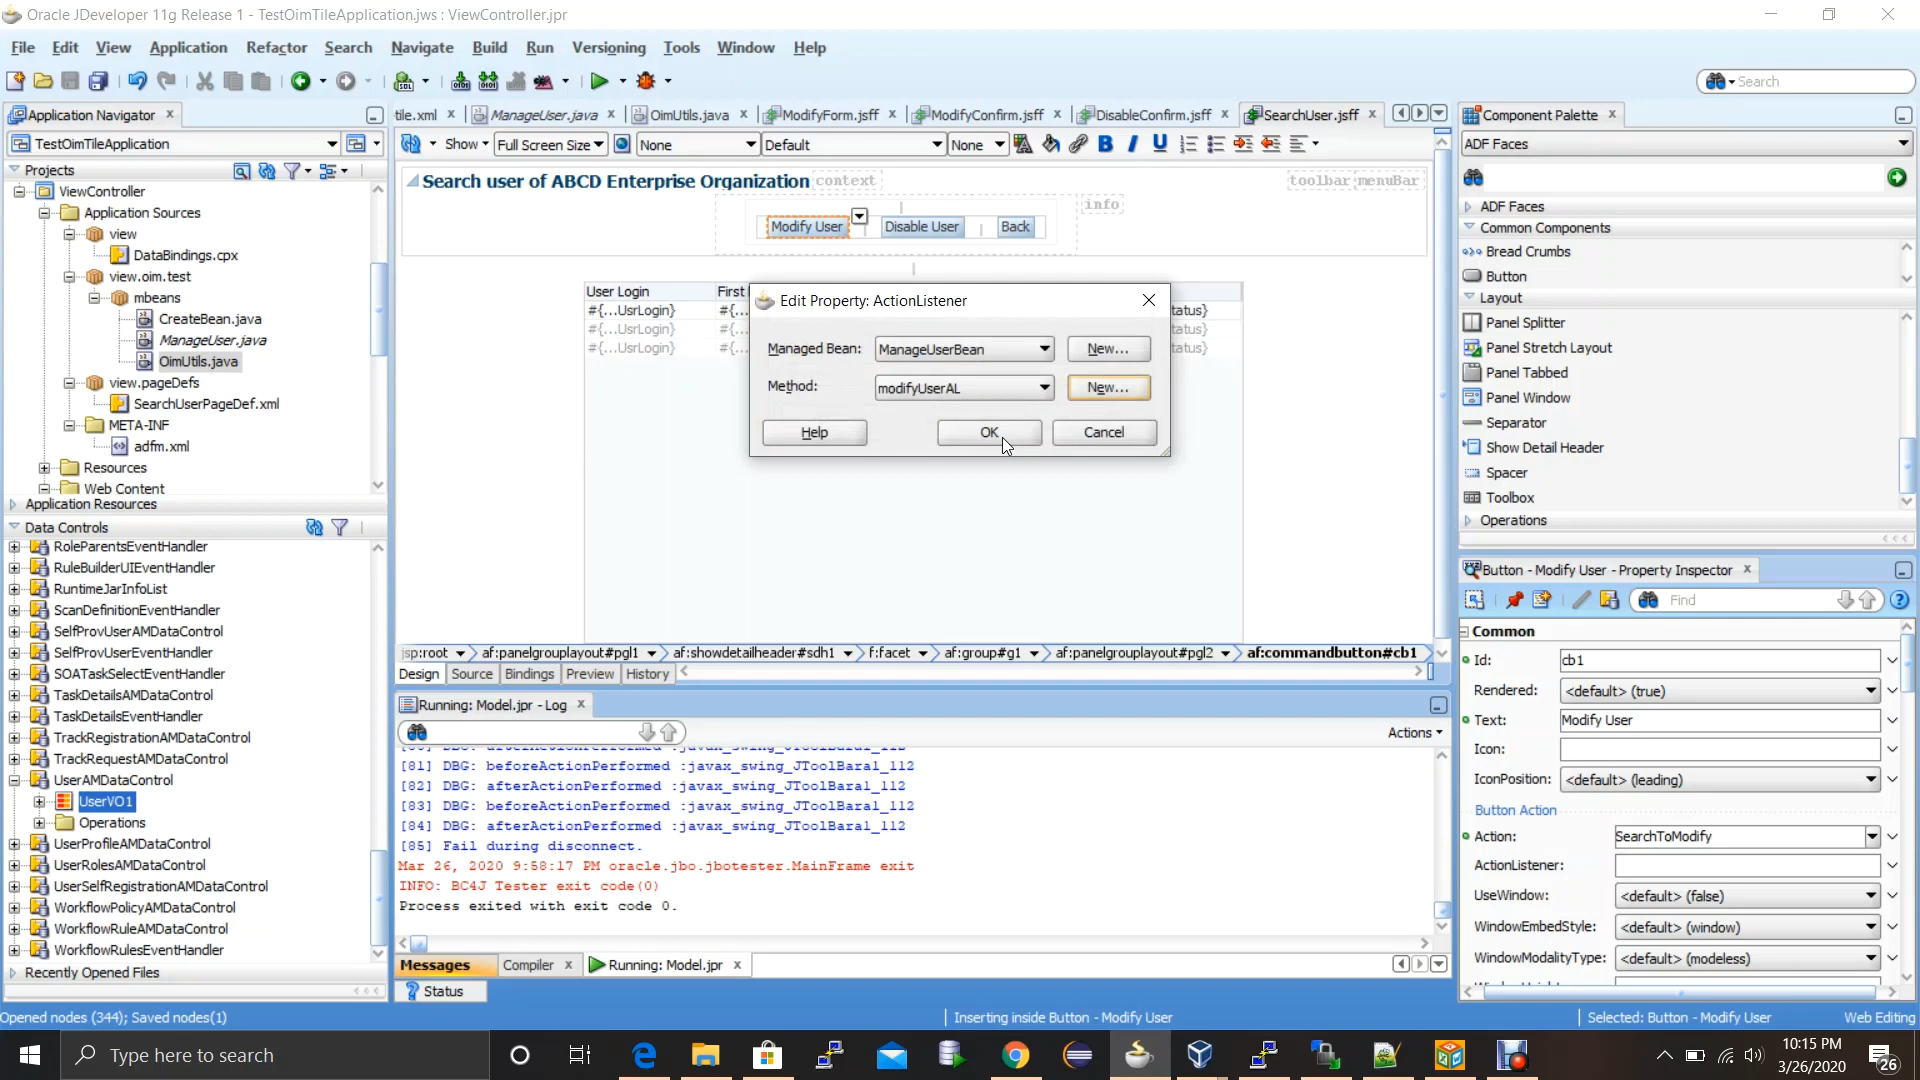 Oracle JDeveloper 11g Release 1 - TestOimTileApplication.jws : ViewController.jpr
File Edit View Application Refactor Search Navigate Build Run Versioning Tools Window Help
Search
Application Navigator
TestOimTileApplication
Projects
ViewController
Application Sources
view
DataBindings.cpx
view.oim.test
mbeans
CreateBean.java
ManageUser.java
OimUtils.java
view.pageDefs
SearchUserPageDef.xml
META-INF
adfm.xml
Resources
Web Content
Application Resources
Data Controls
RoleParentsEventHandler
RuleBuilderUIEventHandler
RuntimeJarInfoList
ScanDefinitionEventHandler
SelfProvUserAMDataControl
SelfProvUserEventHandler
SOATaskSelectEventHandler
TaskDetailsAMDataControl
TaskDetailsEventHandler
TrackRegistrationAMDataControl
TrackRequestAMDataControl
UserAMDataControl
UserVO1
Operations
UserProfileAMDataControl
UserRolesAMDataControl
UserSelfRegistrationAMDataControl
WorkflowPolicyAMDataControl
WorkflowRuleAMDataControl
WorkflowRulesEventHandler
Recently Opened Files
tile.xml ManageUser.java OimUtils.java ModifyForm.jsff ModifyConfirm.jsff DisableConfirm.jsff SearchUser.jsff
Show Full Screen Size None Default None B I U
Search user of ABCD Enterprise Organization context toolbar menuBar
info
Modify User Disable User Back
User Login First
#{...UsrLogin} #{... tatus}
#{...UsrLogin} #{... tatus}
#{...UsrLogin} #{... tatus}
Edit Property: ActionListener
Managed Bean: ManageUserBean New...
Method: modifyUserAL New...
Help OK Cancel
jsp:root af:panelgrouplayout#pgl1 af:showdetailheader#sdh1 f:facet af:group#g1 af:panelgrouplayout#pgl2 af:commandbutton#cb1
Design Source Bindings Preview History
Running: Model.jpr - Log
Actions
[81] DBG: beforeActionPerformed :javax_swing_JToolBara1_112
[82] DBG: afterActionPerformed :javax_swing_JToolBara1_112
[83] DBG: beforeActionPerformed :javax_swing_JToolBara1_112
[84] DBG: afterActionPerformed :javax_swing_JToolBara1_112
[85] Fail during disconnect.
Mar 26, 2020 9:58:17 PM oracle.jbo.jbotester.MainFrame exit
INFO: BC4J Tester exit code(0)
Process exited with exit code 0.
Messages Compiler Running: Model.jpr
Status
Component Palette
ADF Faces
ADF Faces
Common Components
Bread Crumbs
Button
Layout
Panel Splitter
Panel Stretch Layout
Panel Tabbed
Panel Window
Separator
Show Detail Header
Spacer
Toolbox
Operations
Button - Modify User - Property Inspector
Find
Common
Id: cb1
Rendered: <default> (true)
Text: Modify User
Icon:
IconPosition: <default> (leading)
Button Action
Action: SearchToModify
ActionListener:
UseWindow: <default> (false)
WindowEmbedStyle: <default> (window)
WindowModalityType: <default> (modeless)
Opened nodes (344); Saved nodes(1) Inserting inside Button - Modify User Selected: Button - Modify User Web Editing
Type here to search
10:15 PM
3/26/2020
26